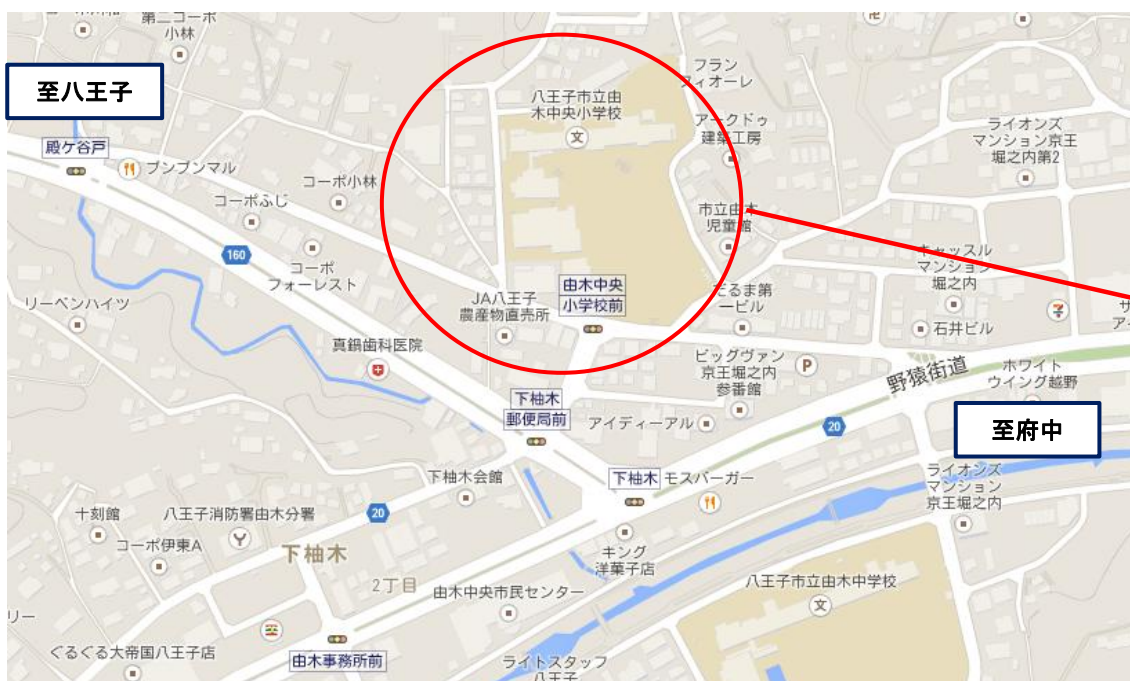 第二コーポ
小林
至八王子
殿ケ谷戸
ブンブンマル
コーポ小林
コーポふじ
160
コーポ
フォーレスト
リーベンハイツ
真鍋歯科医院
八王子市立由
木中央小学校
文
フラン
フィオーレ
アークドゥ
建築工房
市立由木
児童館
ライオンズ
マンション京王
堀之内第2
キャッスル
マンション
堀之内
由木中央
小学校前
JA八王子
農産物直売所
だるま第
一ビル
石井ビル
サ
ア
ビッグヴァン
京王堀之内
参番館
P
野猿街道
ホワイト
ウイング越野
下柚木
郵便局前
アイディーアル
20
至府中
下柚木会館
下柚木
モスバーガー
ライオンズ
マンション
京王堀之内
十刻館
八王子消防署由木分署
20
コーポ伊東A
下柚木
キング
洋菓子店
2丁目
由木中央市民センター
八王子市立由木中学校
文
リー
ぐるぐる大帝国八王子店
由木事務所前
ライトスタッフ
八王子